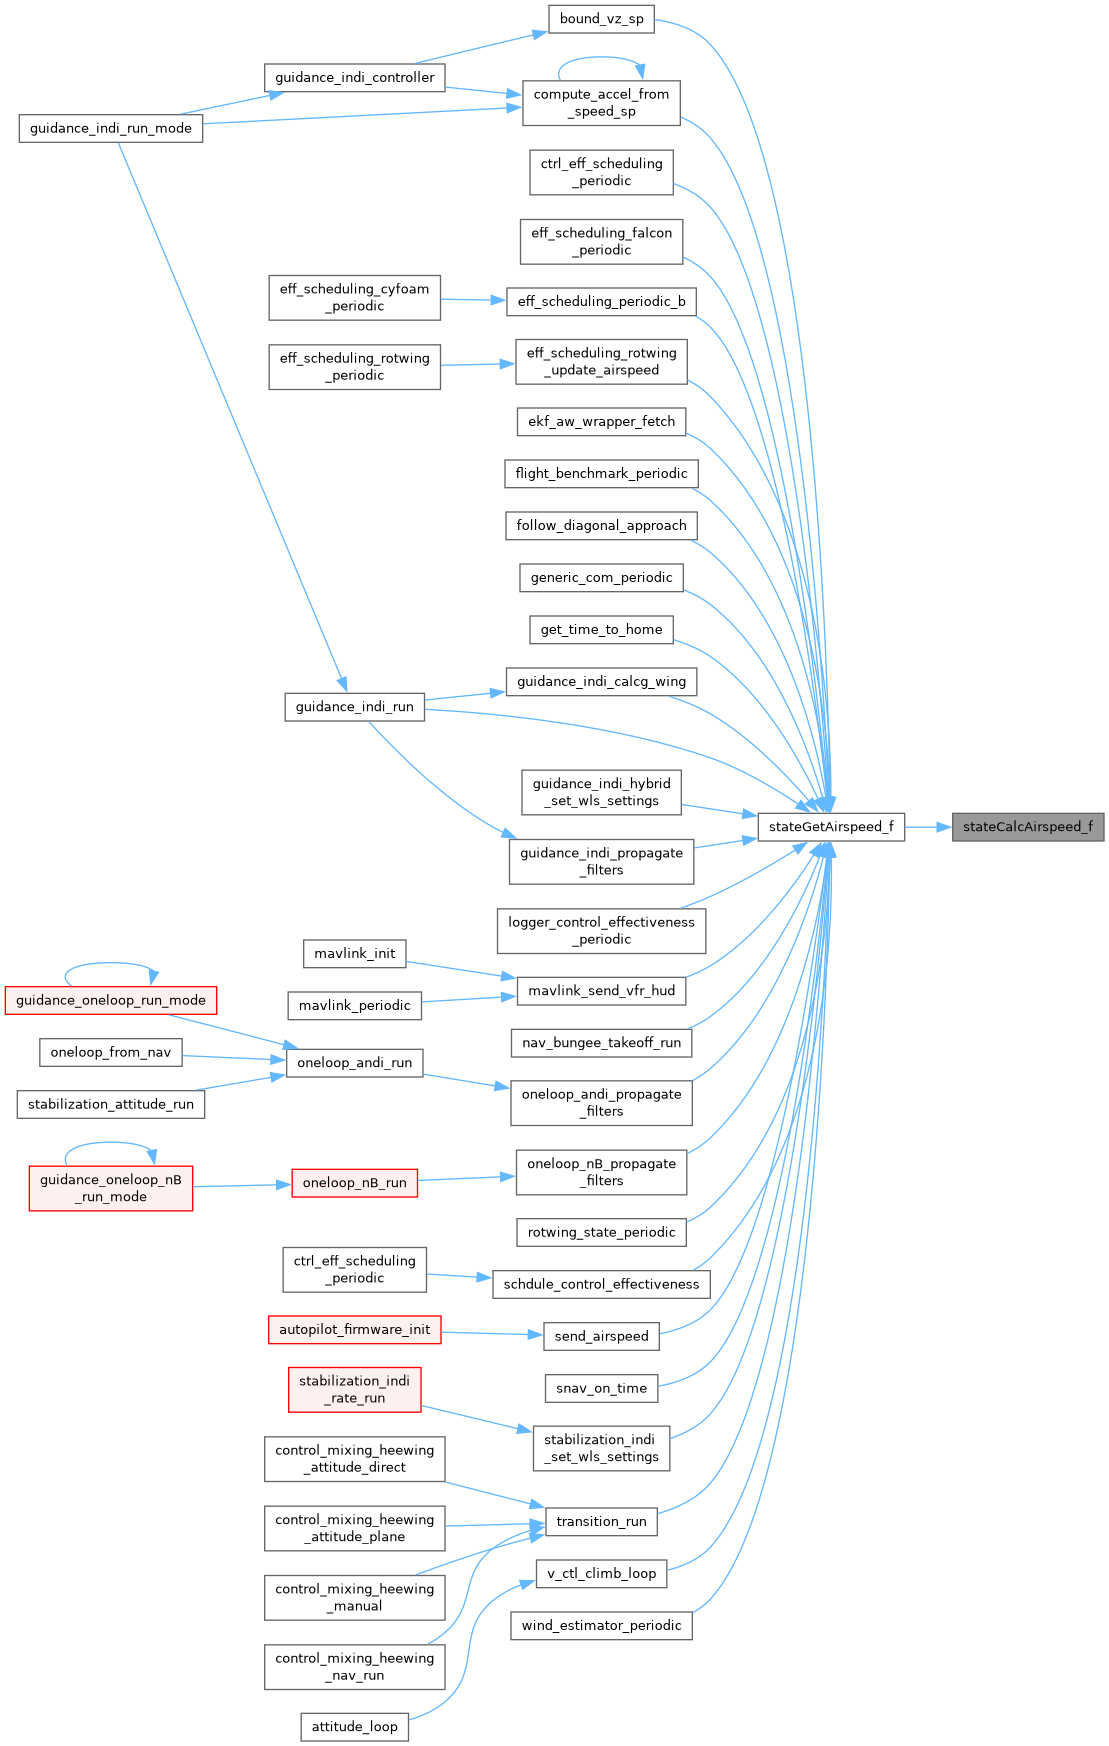 bound_vz_sp
guidance_indi_controller
compute_accel_from
_speed_sp
guidance_indi_run_mode
ctrl_eff_scheduling
_periodic
eff_scheduling_falcon
_periodic
eff_scheduling_cyfoam
_periodic
eff_scheduling_periodic_b
eff_scheduling_rotwing
_periodic
eff_scheduling_rotwing
_update_airspeed
ekf_aw_wrapper_fetch
flight_benchmark_periodic
follow_diagonal_approach
generic_com_periodic
get_time_to_home
guidance_indi_calcg_wing
guidance_indi_run
guidance_indi_hybrid
_set_wls_settings
stateGetAirspeed_f
stateCalcAirspeed_f
guidance_indi_propagate
_filters
logger_control_effectiveness
_periodic
mavlink_init
mavlink_send_vfr_hud
mavlink_periodic
guidance_oneloop_run_mode
nav_bungee_takeoff_run
oneloop_from_nav
oneloop_andi_run
oneloop_andi_propagate
_filters
stabilization_attitude_run
oneloop_nB_propagate
_filters
guidance_oneloop_nB
_run_mode
oneloop_nB_run
rotwing_state_periodic
ctrl_eff_scheduling
_periodic
schdule_control_effectiveness
autopilot_firmware_init
send_airspeed
stabilization_indi
_rate_run
snav_on_time
stabilization_indi
_set_wls_settings
control_mixing_heewing
_attitude_direct
control_mixing_heewing
_attitude_plane
transition_run
control_mixing_heewing
_manual
v_ctl_climb_loop
wind_estimator_periodic
control_mixing_heewing
_nav_run
attitude_loop